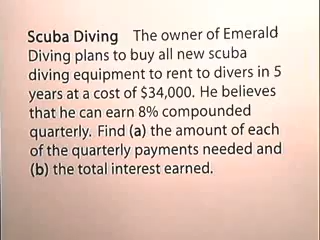 Scuba Diving The owner of Emerald
Diving plans to buy all new scuba
diving equipment to rent to divers in 5
years at a cost of $34,000. He believes
that he can earn 8% compounded
quarterly. Find (a) the amount of each
of the quarterly payments needed and
(b) the total interest earned.